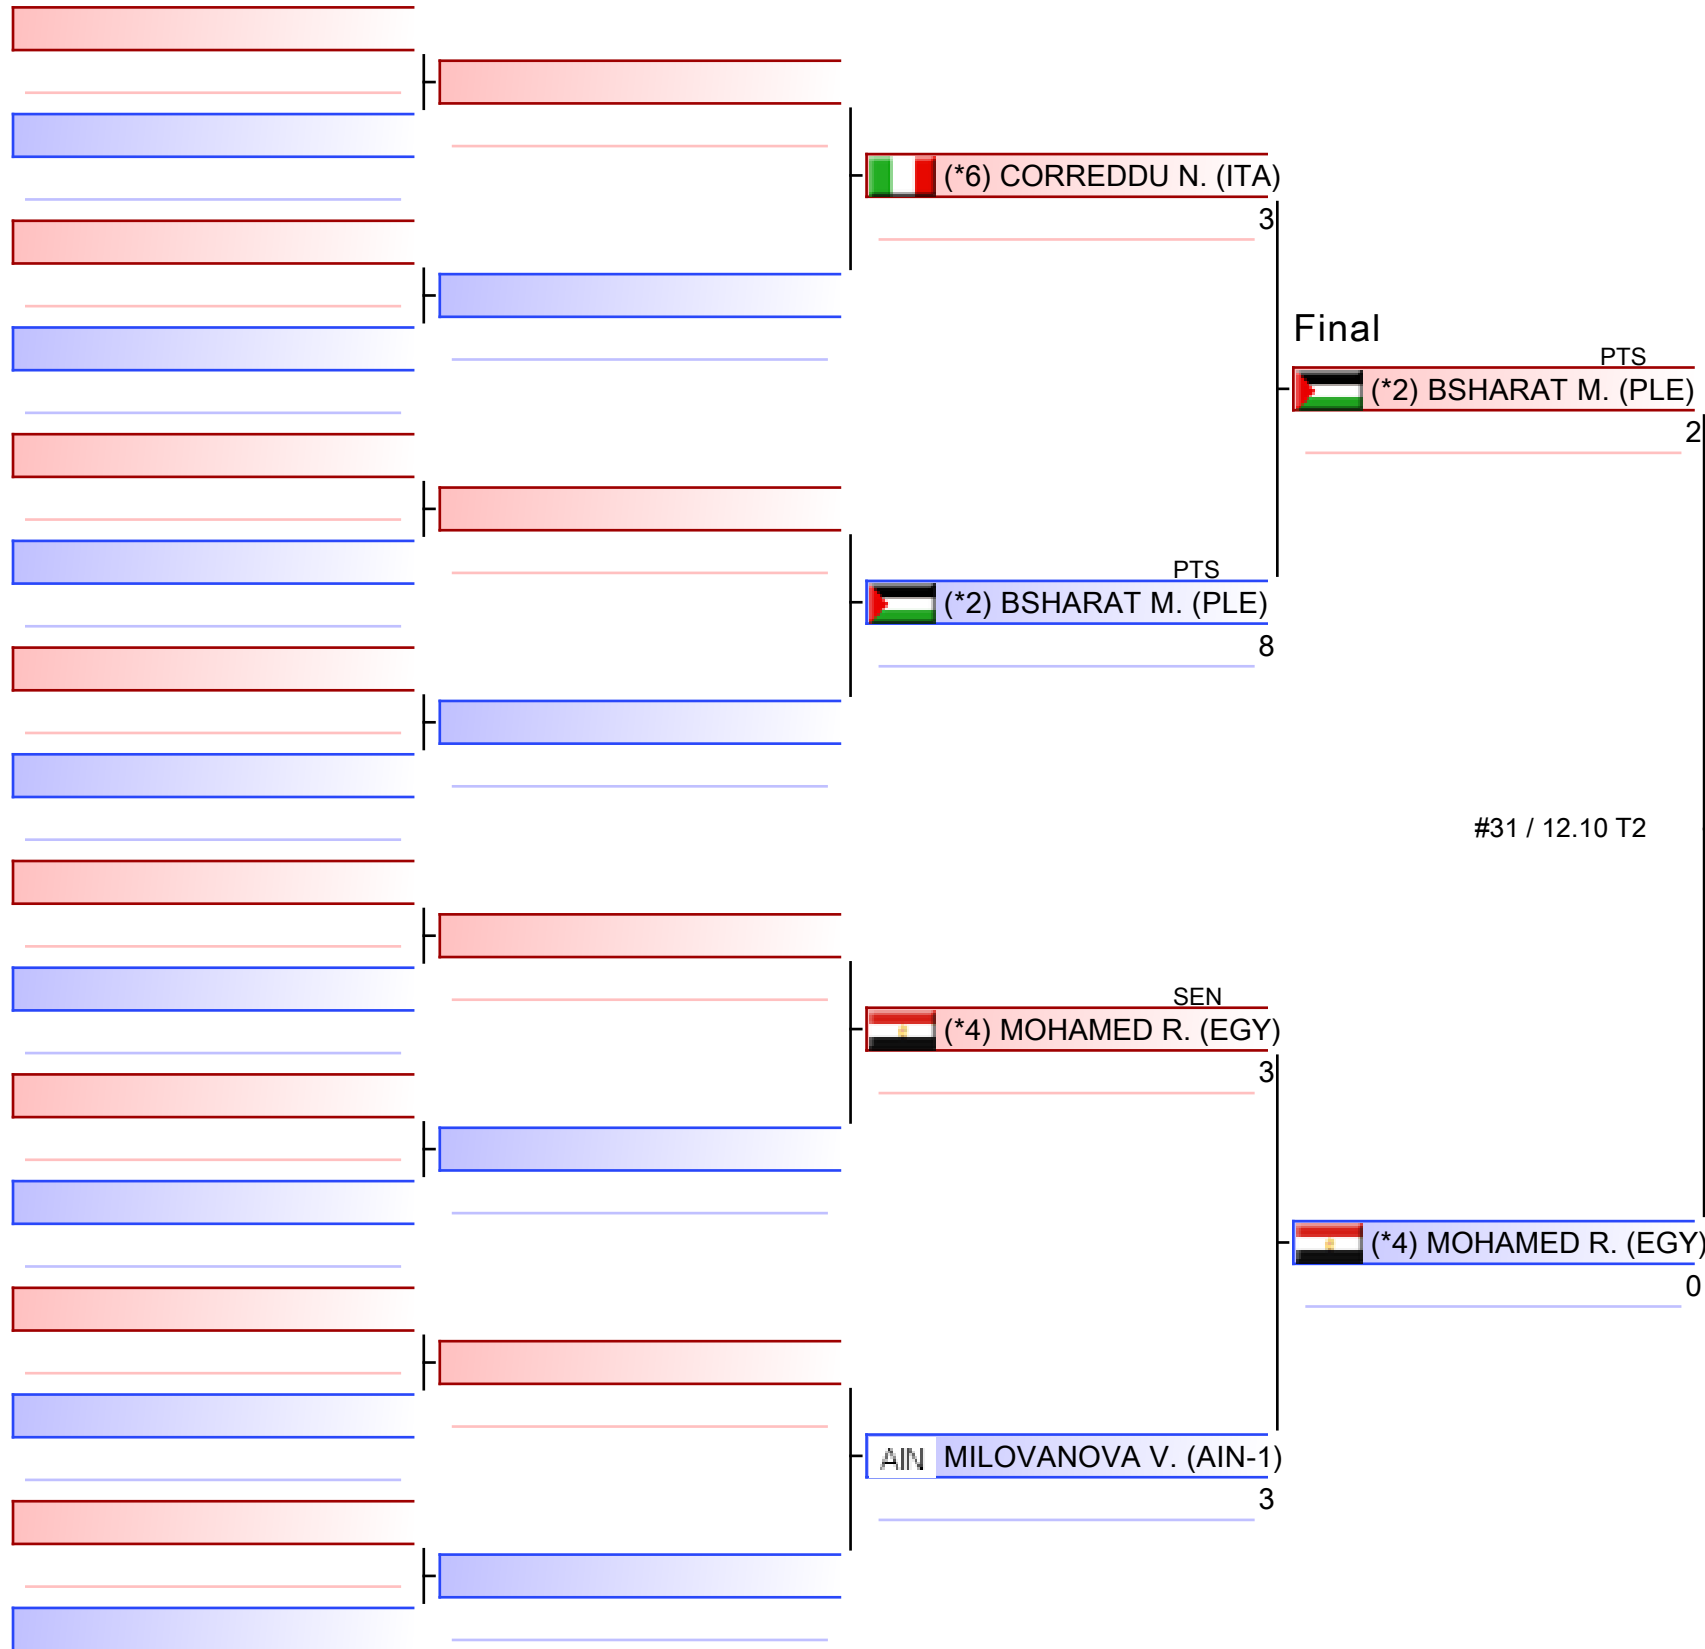 (*6) CORREDDU N. (ITA)
3
Final
PTS
(*2) BSHARAT M. (PLE)
2
PTS
(*2) BSHARAT M. (PLE)
8
#31 / 12.10 T2
SEN
(*4) MOHAMED R. (EGY)
3
(*4) MOHAMED R. (EGY)
0
AIN MILOVANOVA V. (AIN-1)
3